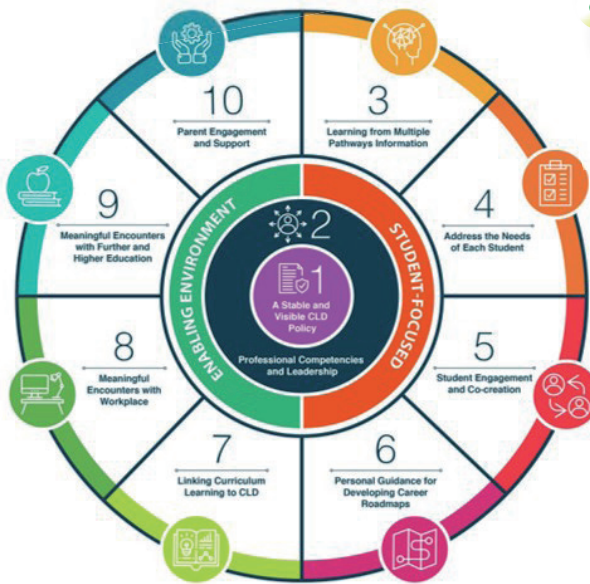 1
A Stable and
Visible CLD
Policy
2
Professional Competencies
and Leadership
ENABLING ENVIRONMENT
STUDENT-FOCUSED
3
Learning from Multiple
Pathways Information
4
Address the Needs
of Each Student
5
Student Engagement
and Co-creation
6
Personal Guidance for
Developing Career
Roadmaps
7
Linking Curriculum
Learning to CLD
8
Meaningful
Encounters with
Workplace
9
Meaningful Encounters
with Further and
Higher Education
10
Parent Engagement
and Support